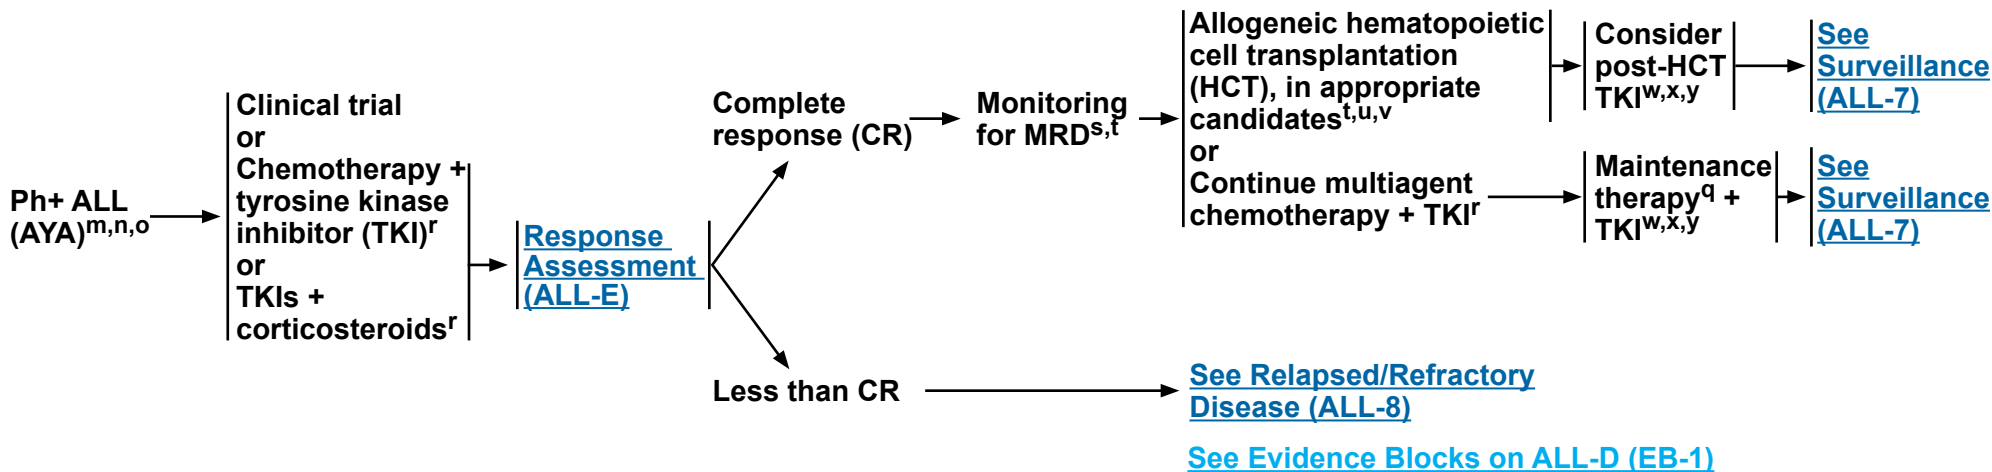 Ph+ ALL
(AYA)m,n,o
Clinical trial
or
Chemotherapy +
tyrosine kinase
inhibitor (TKI)r
or
TKIs +
corticosteroidsr
Response
Assessment
(ALL-E)
Complete
response (CR)
Monitoring
for MRDs,t
Allogeneic hematopoietic
cell transplantation
(HCT), in appropriate
candidatest,u,v
or
Continue multiagent
chemotherapy + TKIr
Consider
post-HCT
TKIw,x,y
See
Surveillance
(ALL-7)
Maintenance
therapyq +
TKIw,x,y
See
Surveillance
(ALL-7)
Less than CR
See Relapsed/Refractory
Disease (ALL-8)
See Evidence Blocks on ALL-D (EB-1)